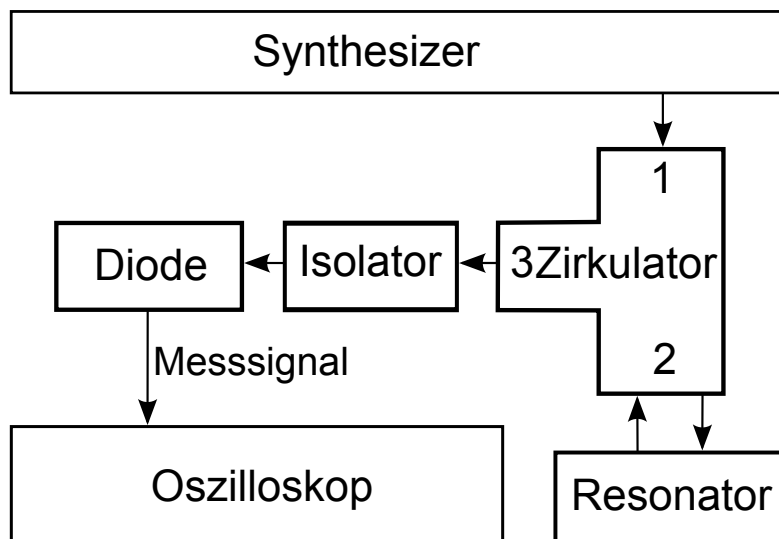 Synthesizer
1
Diode
Isolator
3Zirkulator
Messsignal
2
Oszilloskop
Resonator